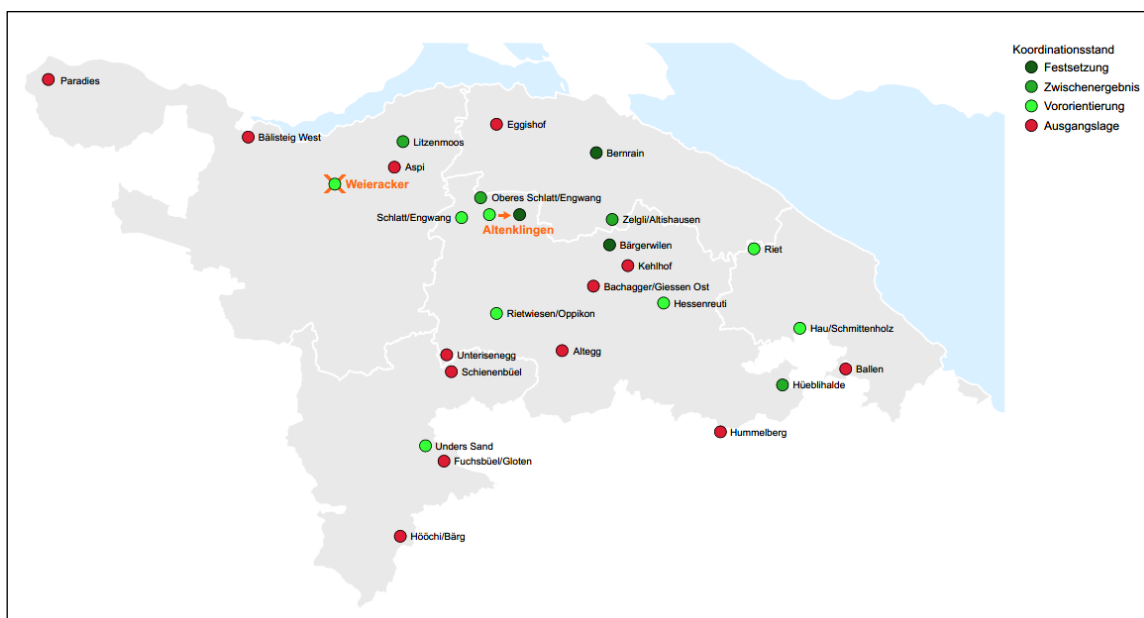 Koordinationsstand
Festsetzung
Zwischenergebnis
Vororientierung
Ausgangslage
Paradies
Bälisteig West
Litzenmoos
Eggishof
Bernrain
Aspi
Weieracker
Oberes Schlatt/Engwang
Schlatt/Engwang
Altenklingen
Zelgli/Altishausen
Bärgerwilen
Riet
Kehlhof
Bachagger/Giessen Ost
Hessenreuti
Rietwiesen/Oppikon
Hau/Schmittenholz
Unterisenegg
Altegg
Schienenbüel
Ballen
Hüeblihalde
Hummelberg
Unders Sand
Fuchsbüel/Gloten
Hööchi/Bärg